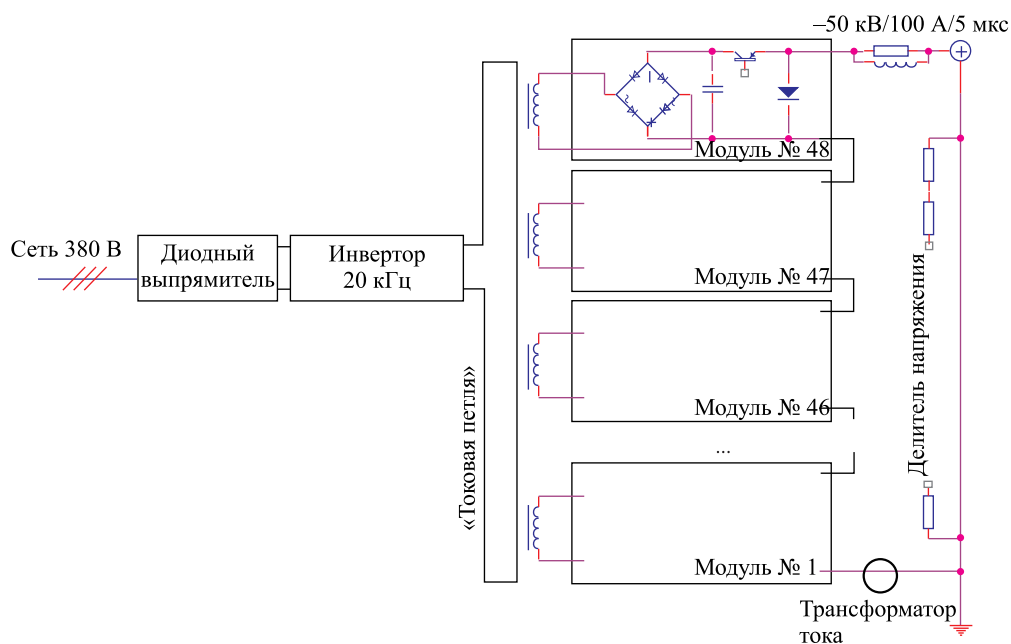 –50 кВ/100 А/5 мкс
Модуль № 48
Сеть 380 В
Диодный
выпрямитель
Инвертор
20 кГц
Модуль № 47
Модуль № 46
...
«Токовая петля»
Делитель напряжения
Модуль № 1
Трансформатор
тока